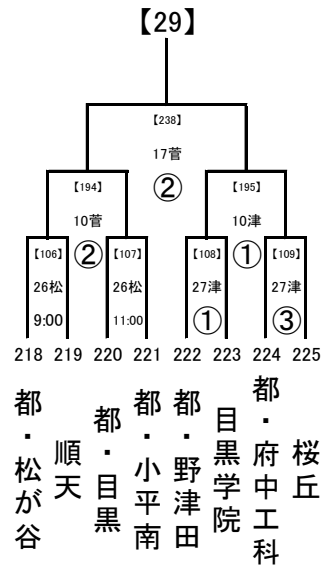 【29】
【238】
17菅
②
【194】 【195】
10菅 10津
② ①
【106】 【107】 【108】 【109】
26松 26松 27津 27津
9:00 11:00 ① ③
218 219 220 221 222 223 224 225
都・松が谷
順天
都・目黒
都・小平南
都・野津田
目黒学院
都・府中工科
桜丘